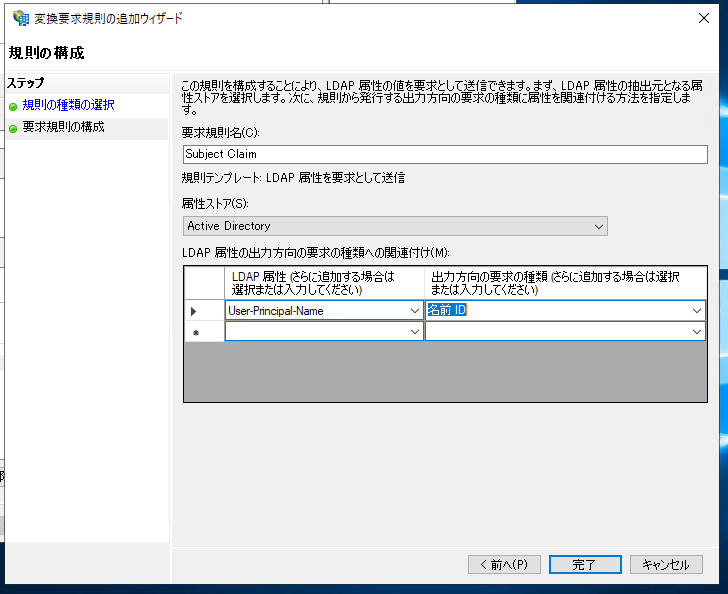 変換要求規則の追加ウィザード
規則の構成
ステップ
規則の種類の選択
要求規則の構成
この規則を構成することにより、LDAP 属性の値を要求として送信できます。まず、LDAP 属性の抽出元となる属
性ストアを選択します。次に、規則から発行する出力方向の要求の種類に属性を関連付ける方法を指定しま
す。
要求規則名(C):
Subject Claim
規則テンプレート: LDAP 属性を要求として送信
属性ストア(S):
Active Directory
LDAP 属性の出力方向の要求の種類への関連付け(M):
LDAP 属性 (さらに追加する場合は
選択または入力してください)
出力方向の要求の種類 (さらに追加する場合は選択
または入力してください)
User-Principal-Name
名前 ID
< 前へ(P)
完了
キャンセル